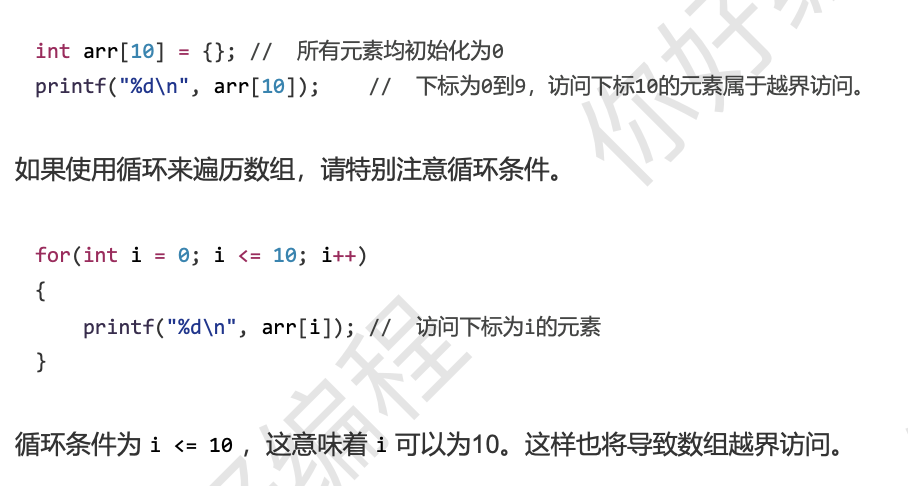 int arr[10] = {}; // 所有元素均初始化为0
printf("%d\n", arr[10]);    // 下标为0到9，访问下标10的元素属于越界访问。
如果使用循环来遍历数组，请特别注意循环条件。
for(int i = 0; i <= 10; i++)
{
    printf("%d\n", arr[i]); // 访问下标为i的元素
}
循环条件为 i <= 10 ，这意味着 i 可以为10。这样也将导致数组越界访问。
你好编
编程